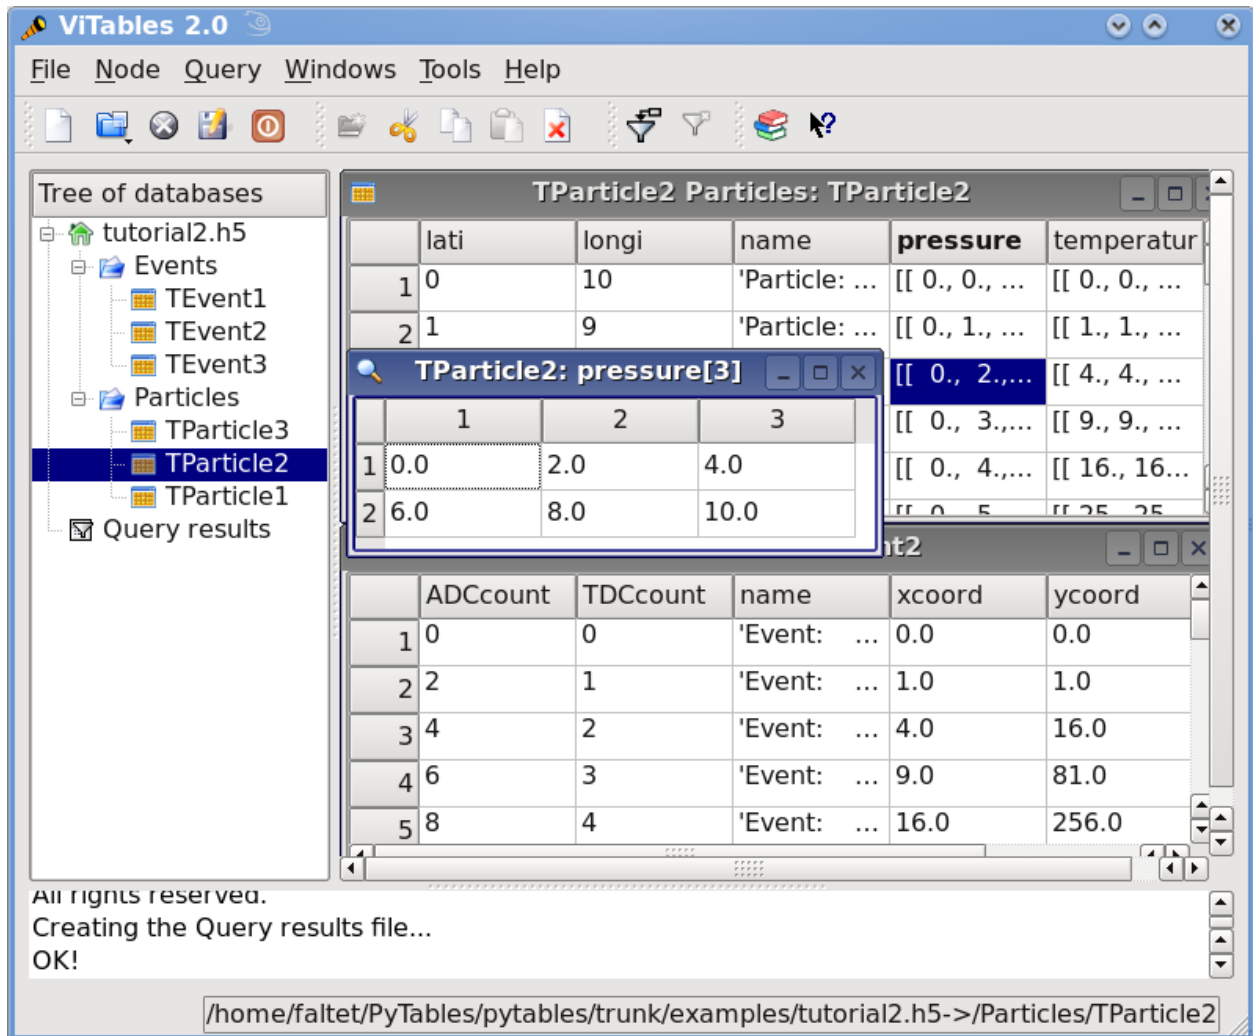 ViTables 2.0
File Node Query Windows Tools Help
Tree of databases
tutorial2.h5
Events
TEvent1
TEvent2
TEvent3
Particles
TParticle3
TParticle2
TParticle1
Query results
TParticle2 Particles: TParticle2
lati longi name pressure temperatur
1 0 10 'Particle: ... [[ 0., 0., ... [[ 0., 0., ...
2 1 9 'Particle: ... [[ 0., 1., ... [[ 1., 1., ...
[[ 0., 2.,... [[ 4., 4., ...
[[ 0., 3.,... [[ 9., 9., ...
[[ 0., 4.,... [[ 16., 16...
TParticle2: pressure[3]
1 2 3
1 0.0 2.0 4.0
2 6.0 8.0 10.0
nt2
ADCcount TDCcount name xcoord ycoord
1 0 0 'Event: ... 0.0 0.0
2 2 1 'Event: ... 1.0 1.0
3 4 2 'Event: ... 4.0 16.0
4 6 3 'Event: ... 9.0 81.0
5 8 4 'Event: ... 16.0 256.0
All rights reserved.
Creating the Query results file...
OK!
/home/faltet/PyTables/pytables/trunk/examples/tutorial2.h5->/Particles/TParticle2